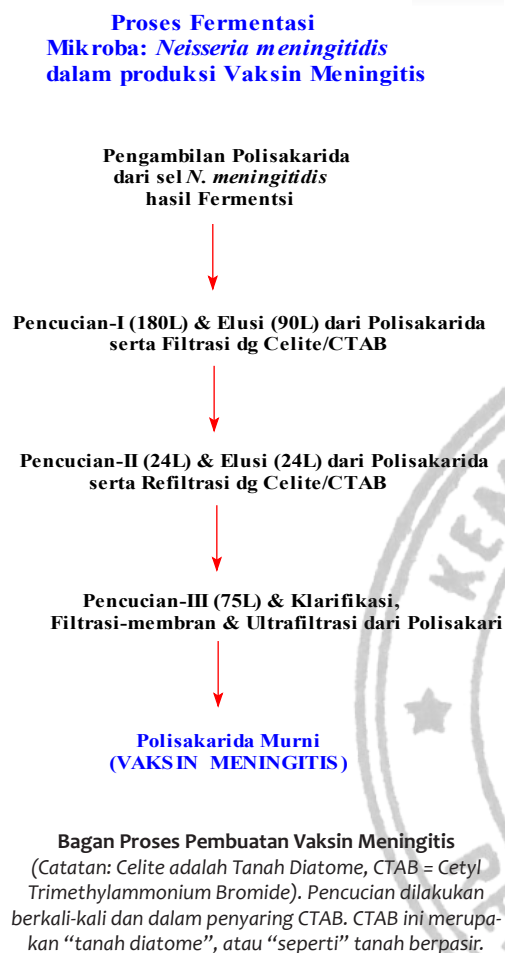 Proses Fermentasi
Mikroba: Neisseria meningitidis
dalam produksi Vaksin Meningitis
Pengambilan Polisakarida
dari sel N. meningitidis
hasil Fermentsi
Pencucian-I (180L) & Elusi (90L) dari Polisakarida
serta Filtrasi dg Celite/CTAB
Pencucian-II (24L) & Elusi (24L) dari Polisakarida
serta Refiltrasi dg Celite/CTAB
Pencucian-III (75L) & Klarifikasi,
Filtrasi-membran & Ultrafiltrasi dari Polisakari
Polisakarida Murni
(VAKSIN MENINGITIS)
Bagan Proses Pembuatan Vaksin Meningitis
(Catatan: Celite adalah Tanah Diatome, CTAB = Cetyl
Trimethylammonium Bromide). Pencucian dilakukan
berkali-kali dan dalam penyaring CTAB. CTAB ini merupa-
kan “tanah diatome”, atau “seperti” tanah berpasir.
KEM